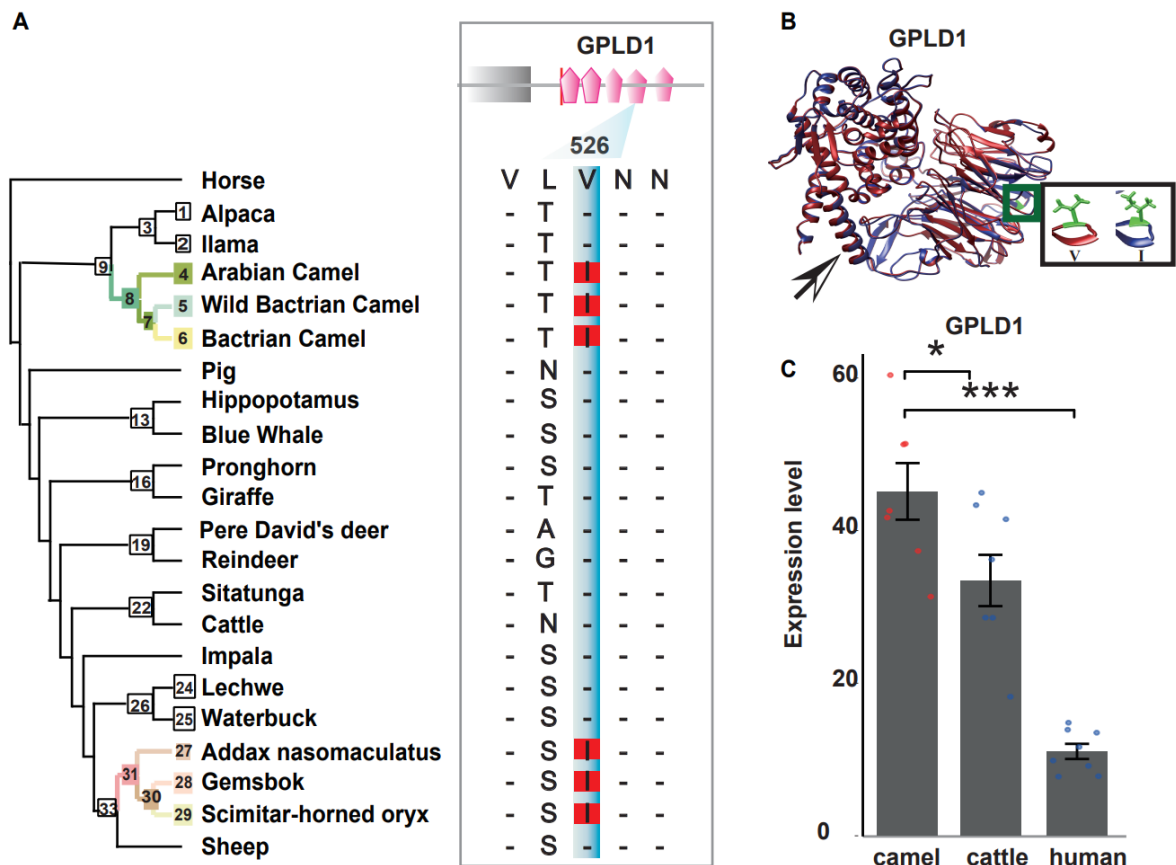 A
GPLD1
526
Horse V L V N N
1 Alpaca - T - - -
3
2 llama - T - - -
9
4 Arabian Camel - T I - -
8
5 Wild Bactrian Camel - T I - -
7
6 Bactrian Camel - T I - -
Pig - N - - -
Hippopotamus - S - - -
13
Blue Whale - S - - -
Pronghorn - S - - -
16
Giraffe - T - - -
Pere David's deer - A - - -
19
Reindeer - G - - -
Sitatunga - T - - -
22
Cattle - N - - -
Impala - S - - -
24 Lechwe - S - - -
26
25 Waterbuck - S - - -
27 Addax nasomaculatus - S I - -
31
28 Gemsbok - S I - -
30
29 Scimitar-horned oryx - S I - -
33
Sheep - S - - -
B
GPLD1
V I
C
GPLD1
Expression level
60
40
20
0
*
***
camel cattle human